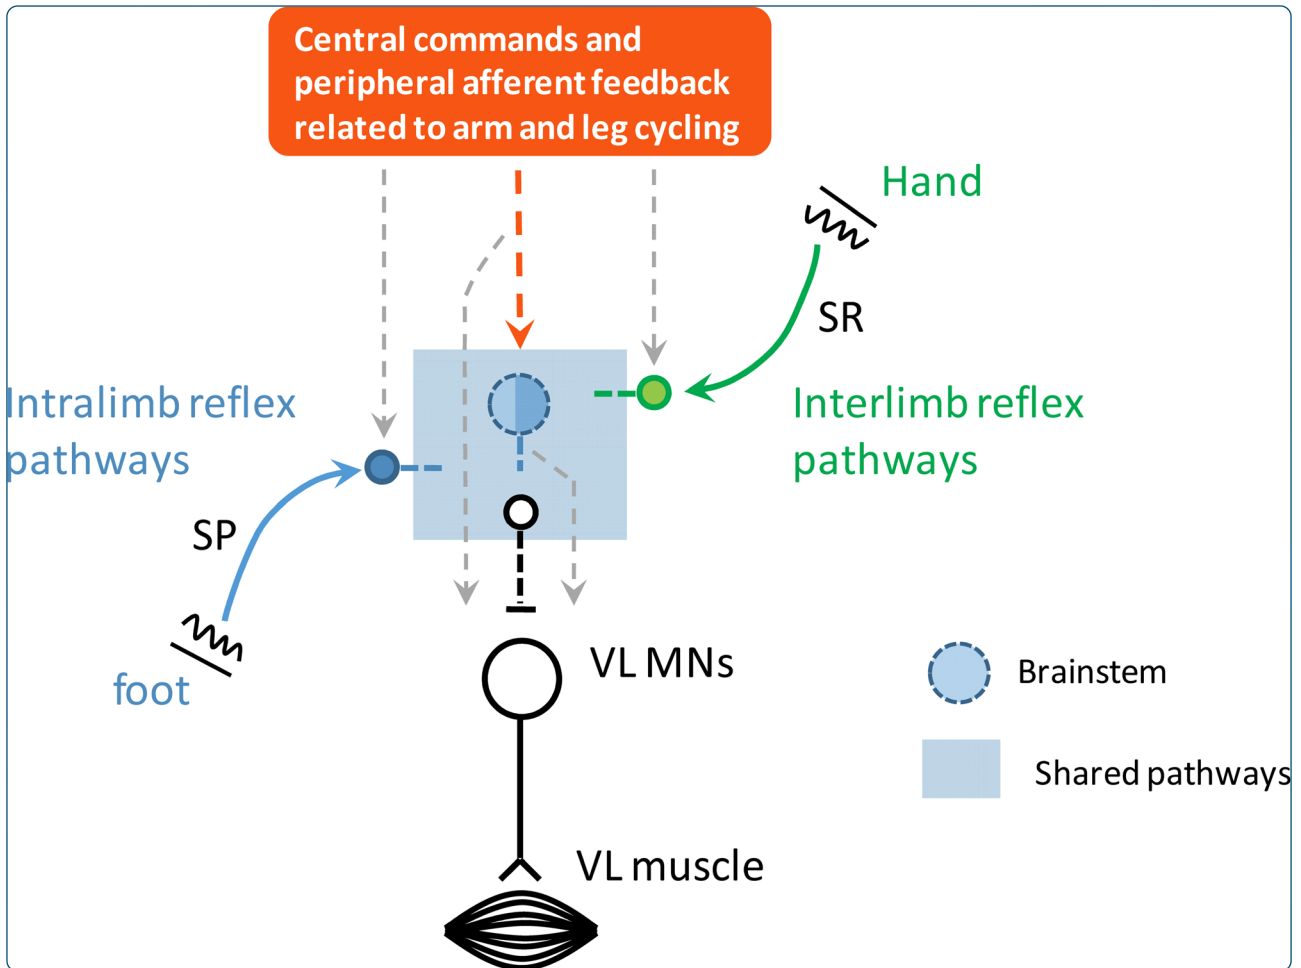 Central commands and
peripheral afferent feedback
related to arm and leg cycling
Hand
SR
Intralimb reflex
pathways
Interlimb reflex
pathways
SP
foot
VL MNs
Brainstem
Shared pathways
VL muscle